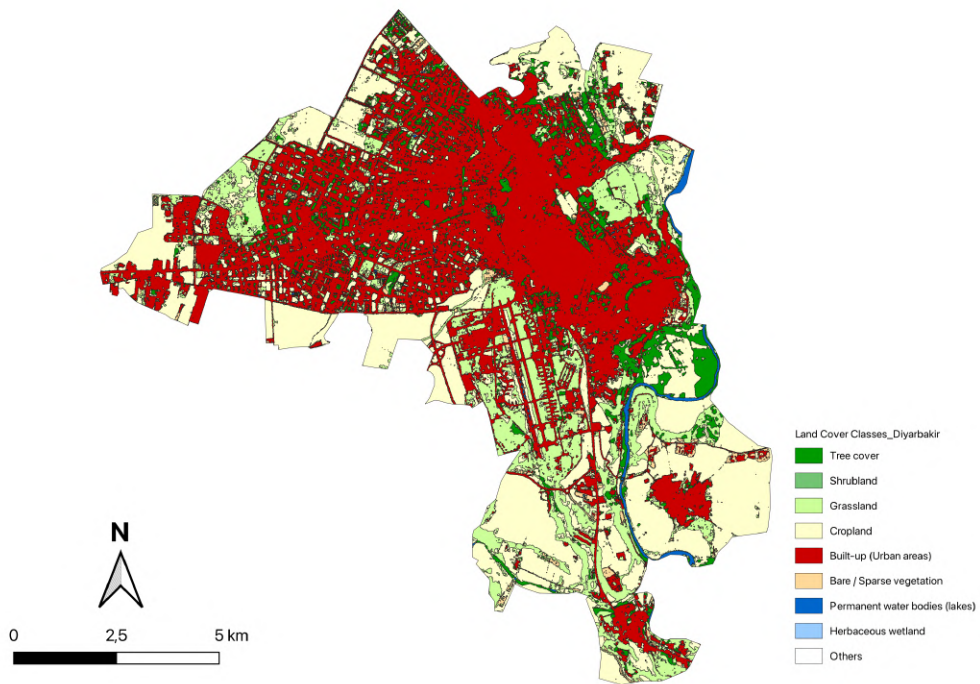 Land Cover Classes_Diyarbakir
Tree cover
Shrubland
Grassland
Cropland
Built-up (Urban areas)
Bare / Sparse vegetation
Permanent water bodies (lakes)
Herbaceous wetland
Others
N
0 2,5 5 km